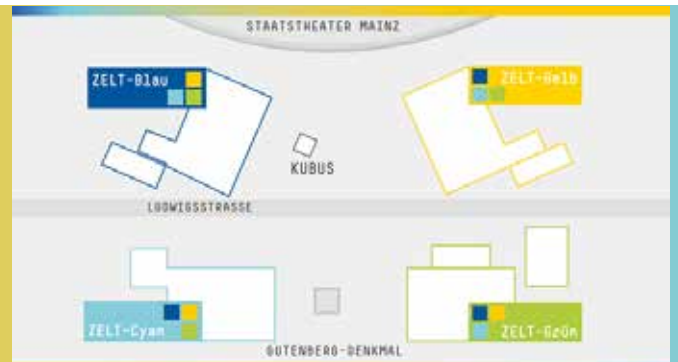 STAATSTHEATER MAINZ
ZELT-Blau
ZELT-Gelb
KUBUS
LUDWIGSSTRASSE
ZELT-Cyan
ZELT-Grün
GUTENBERG-DENKMAL